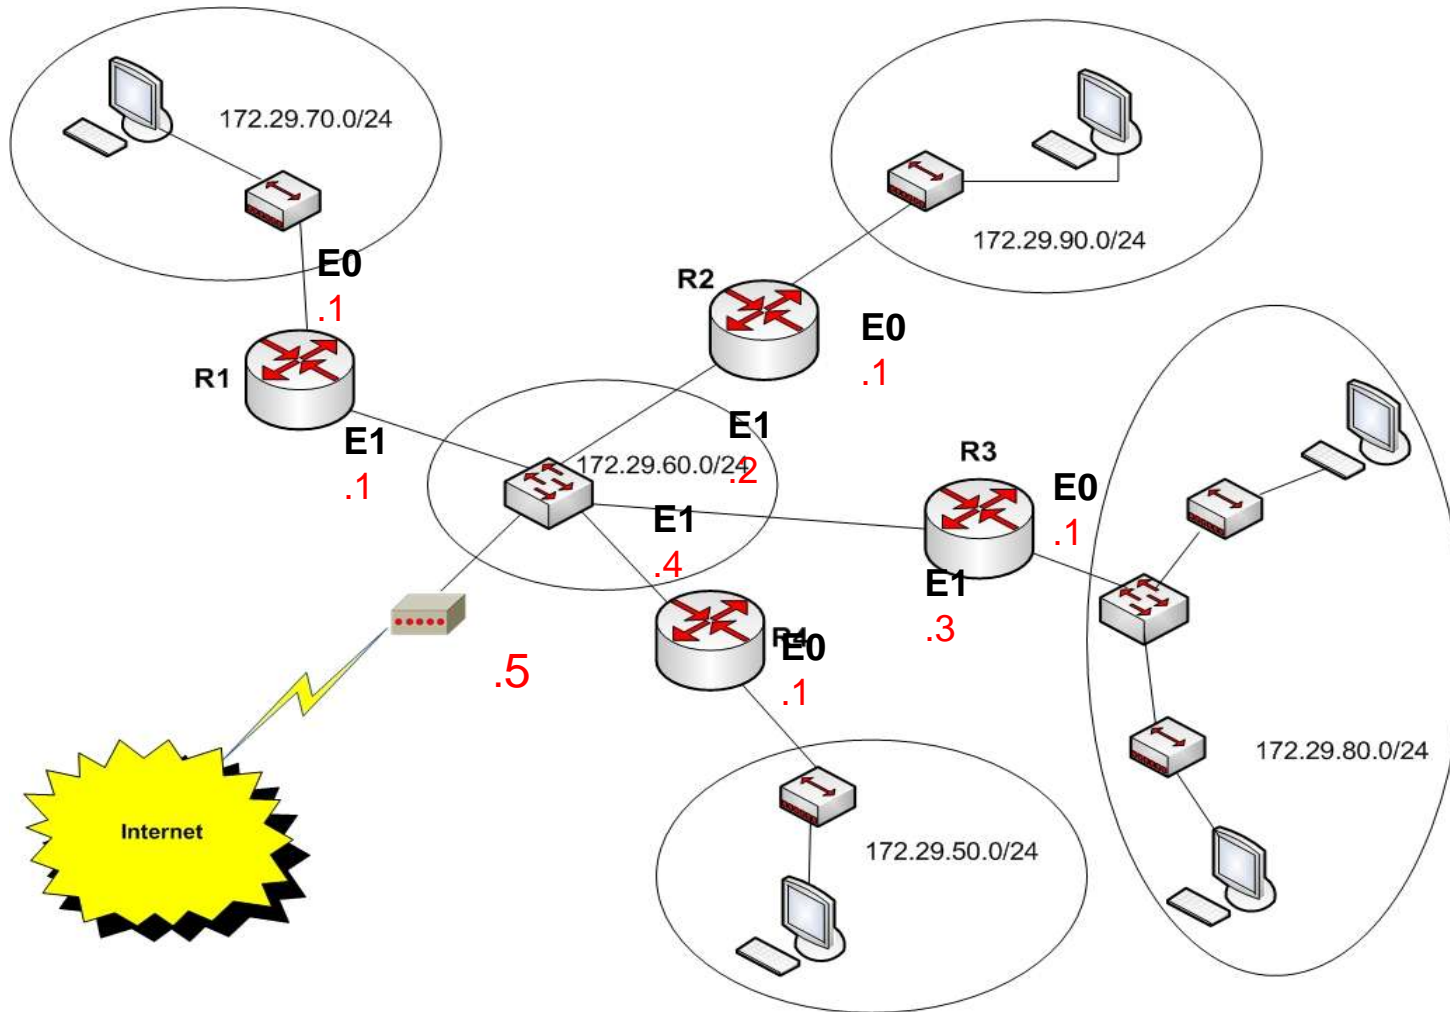 172.29.70.0/24
172.29.90.0/24
E0
.1
R2
E0
.1
R1
E1
.1
E1
.2
172.29.60.0/24
R3
E0
.1
E1
.4
E1
.3
R4
E0
.1
.5
172.29.80.0/24
Internet
172.29.50.0/24